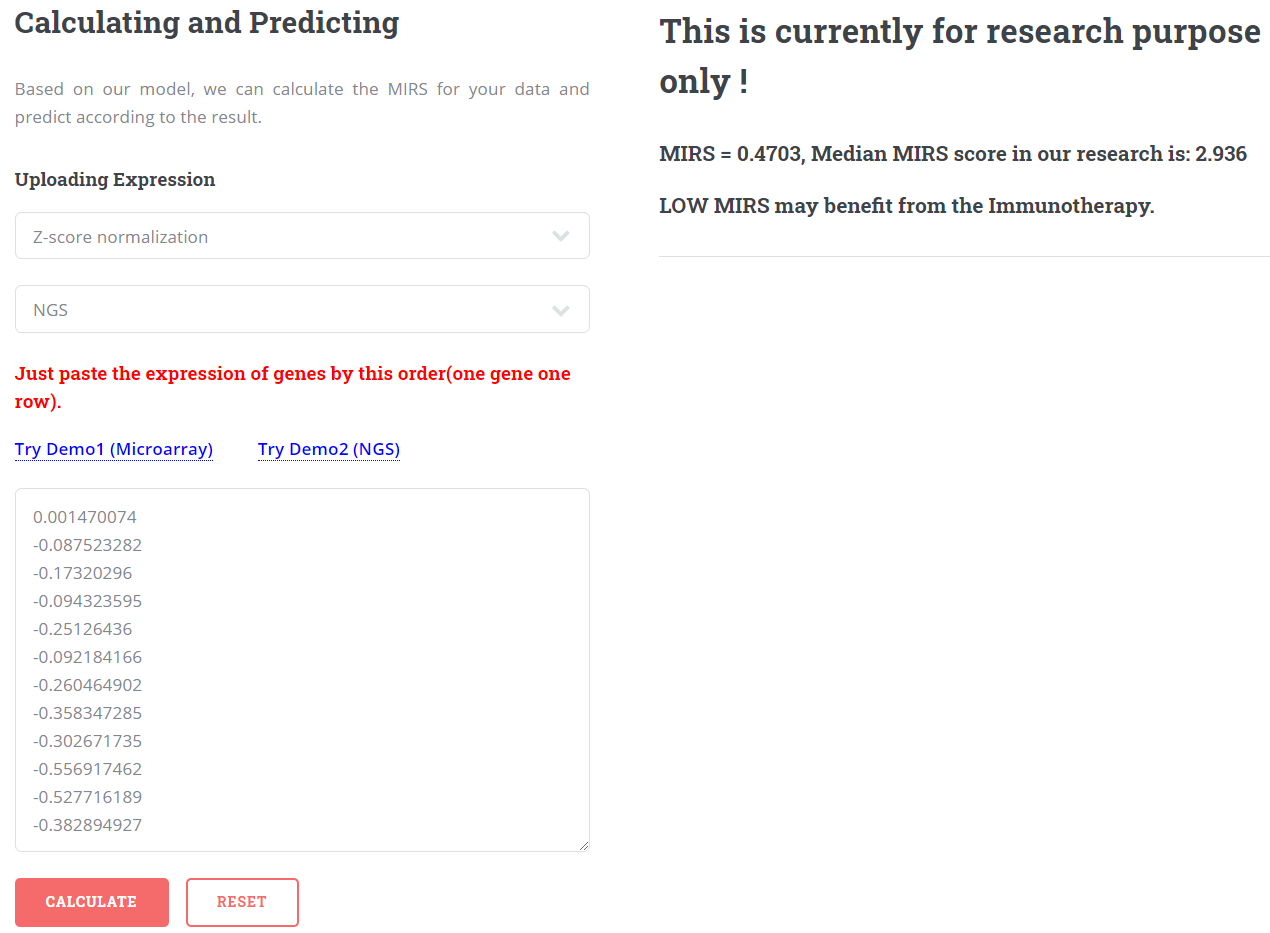 Calculating and Predicting
Based on our model, we can calculate the MIRS for your data and
predict according to the result.
Uploading Expression
Z-score normalization
NGS
Just paste the expression of genes by this order(one gene one
row).
Try Demo1 (Microarray) Try Demo2 (NGS)
0.001470074
-0.087523282
-0.17320296
-0.094323595
-0.25126436
-0.092184166
-0.260464902
-0.358347285
-0.302671735
-0.556917462
-0.527716189
-0.382894927
CALCULATE RESET
This is currently for research purpose
only !
MIRS = 0.4703, Median MIRS score in our research is: 2.936
LOW MIRS may benefit from the Immunotherapy.